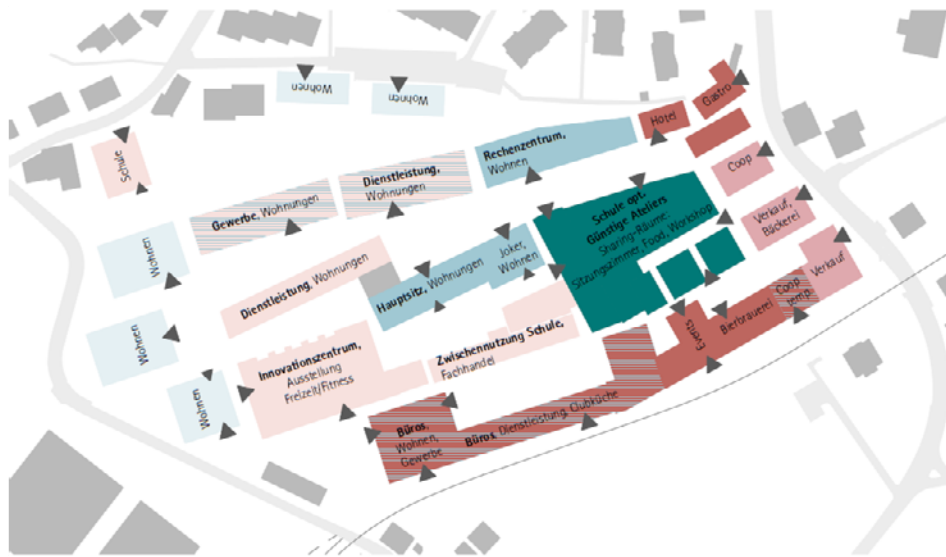 Wohnen
Wohnen
Schule
Gastro
Hotel
Rechenzentrum,
Wohnen
Coop
Dienstleistung,
Wohnungen
Gewerbe, Wohnungen
Schule opt.
Günstige Ateliers
Sharing-Räume:
Sitzungszimmer, Food, Workshop
Verkauf,
Bäckerei
Wohnen
Dienstleistung, Wohnungen
Hauptsitz, Wohnungen
Joker,
Wohnen
Verkauf
Coop
temp.
Bierbrauerei
Events
Wohnen
Innovationszentrum,
Ausstellung
Freizeit/Fitness
Zwischennutzung Schule,
Fachhandel
Wohnen
Büros,
Wohnen,
Gewerbe
Büros, Dienstleistung, Clubküche